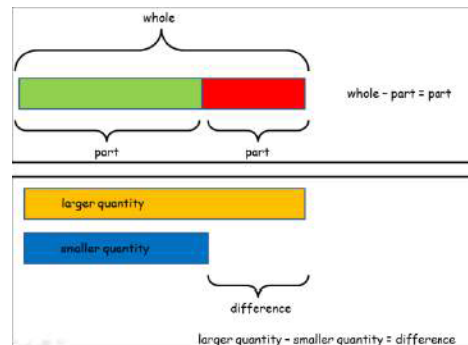 whole
whole - part = part
part
part
larger quantity
smaller quantity
difference
larger quantity - smaller quantity = difference